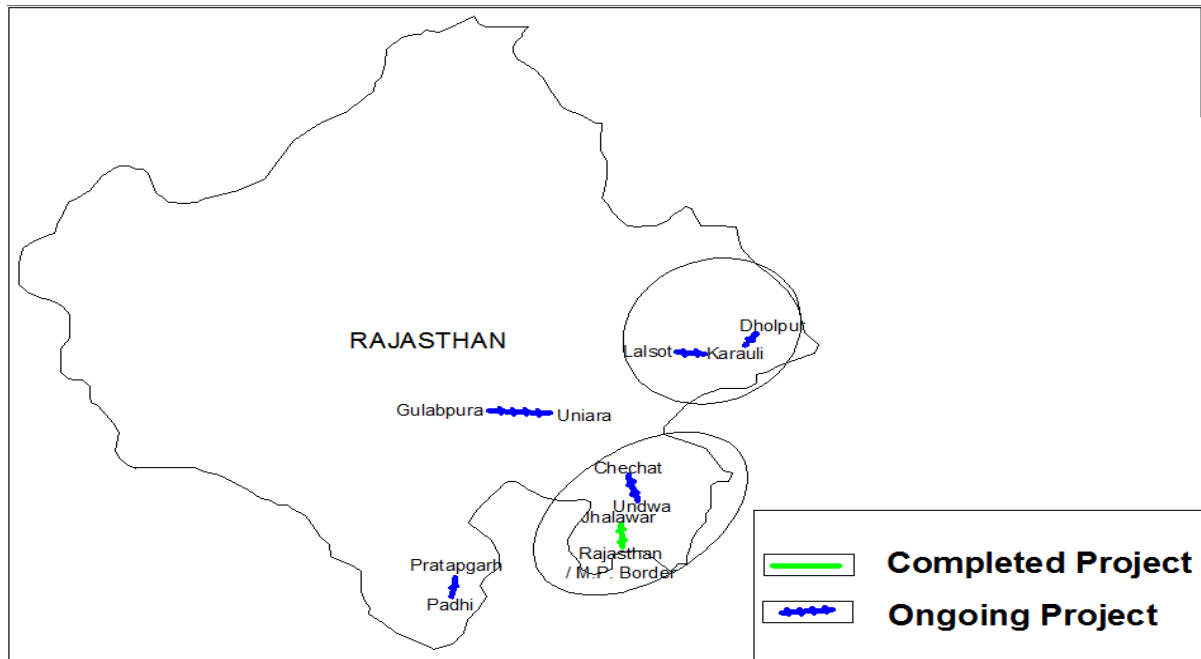 Dholpur
Lalsot
Karauli
RAJASTHAN
Gulabpura
Uniara
Chechat
Undwa
Jhalawar
Rajasthan
/ M.P. Border
Pratapgarh
Padhi
Completed Project
Ongoing Project